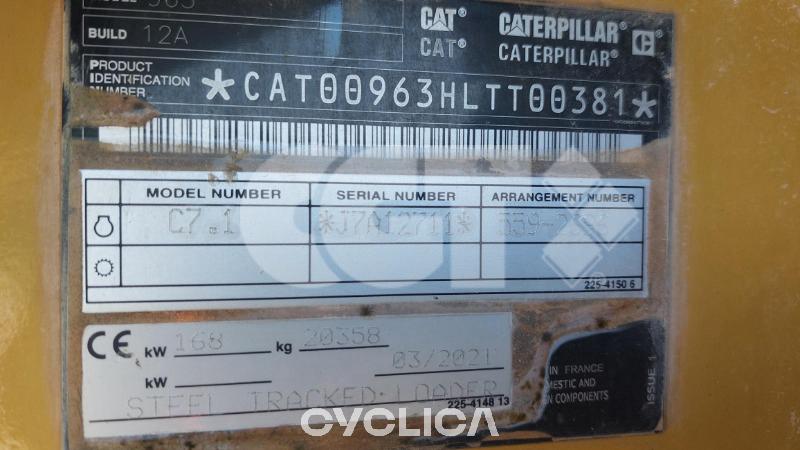 963
BUILD 12A
CAT® CATERPILLAR®
CAT® CATERPILLAR®
PRODUCT
IDENTIFICATION
NUMBER *CAT00963HLTT00381*
MODEL NUMBER SERIAL NUMBER ARRANGEMENT NUMBER
C7.1 *J7A12711*
225-4150 6
CE kW 168 kg 20358
kW 03/2021
STEEL TRACKED LOADER
225-4148 13
IN FRANCE
AND
COMPONENTS
ISSUE 1
CYCLICA